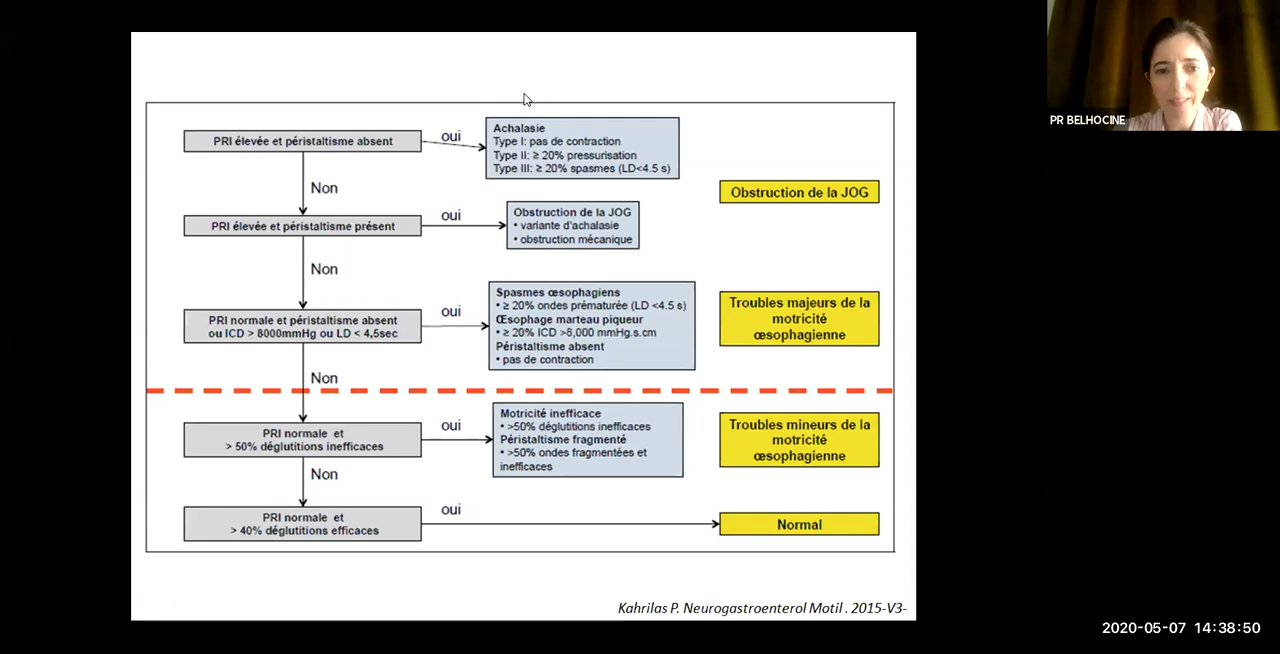 PR BELHOCINE
PRI élevée et péristaltisme absent
oui
Achalasie
Type I: pas de contraction
Type II: ≥ 20% pressurisation
Type III: ≥ 20% spasmes (LD<4.5 s)
Obstruction de la JOG
Non
PRI élevée et péristaltisme présent
oui
Obstruction de la JOG
• variante d'achalasie
• obstruction mécanique
Non
PRI normale et péristaltisme absent
ou ICD > 8000mmHg ou LD < 4,5sec
oui
Spasmes œsophagiens
• ≥ 20% ondes prématurée (LD <4.5 s)
Œsophage marteau piqueur
• ≥ 20% ICD >8,000 mmHg.s.cm
Péristaltisme absent
• pas de contraction
Troubles majeurs de la
motricité
œsophagienne
Non
PRI normale et
> 50% déglutitions inefficaces
oui
Motricité inefficace
• >50% déglutitions inefficaces
Péristaltisme fragmenté
• >50% ondes fragmentées et
inefficaces
Troubles mineurs de la
motricité
œsophagienne
Non
PRI normale et
> 40% déglutitions efficaces
oui
Normal
Kahrilas P. Neurogastroenterol Motil . 2015-V3-
2020-05-07 14:38:50